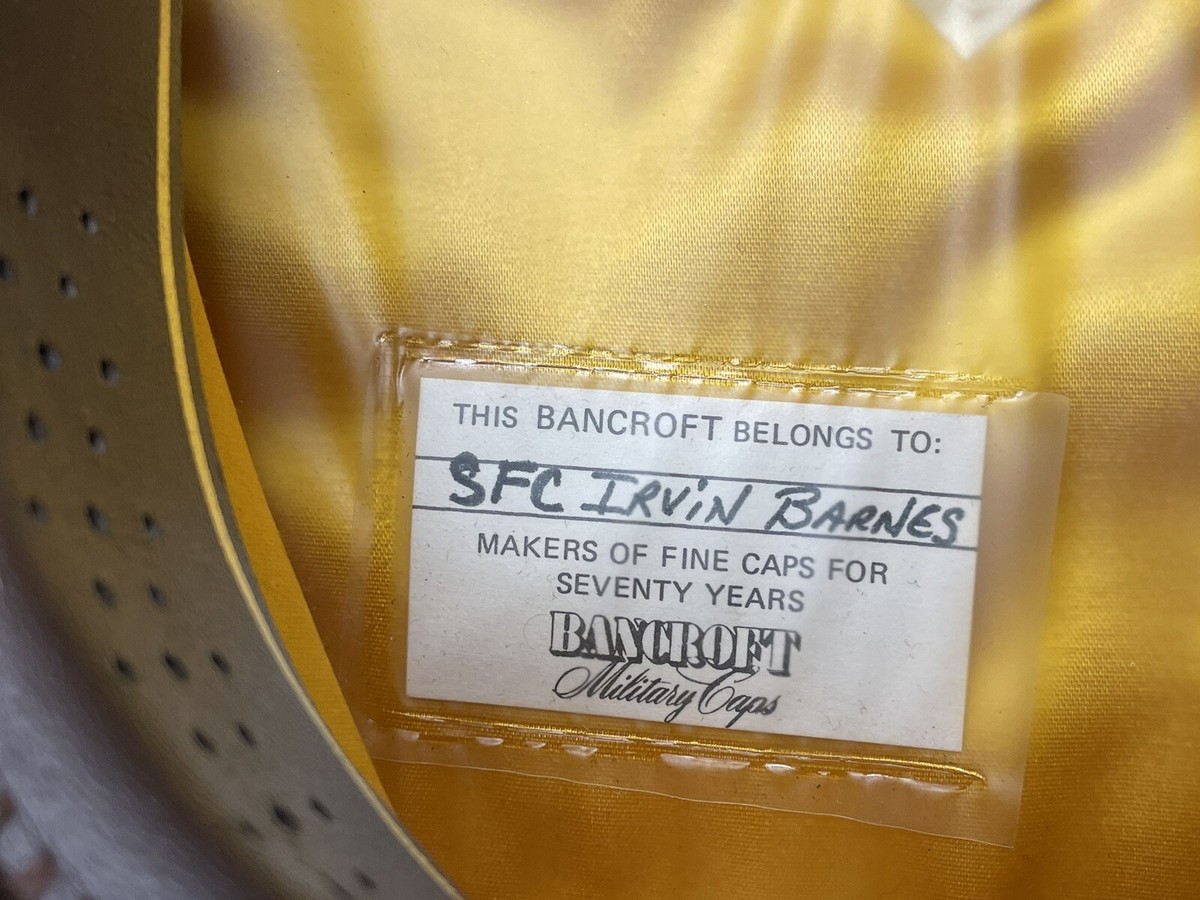 THIS BANCROFT BELONGS TO:
SFC IRViN BARNES
MAKERS OF FINE CAPS FOR
SEVENTY YEARS
BANCROFT
Military Caps